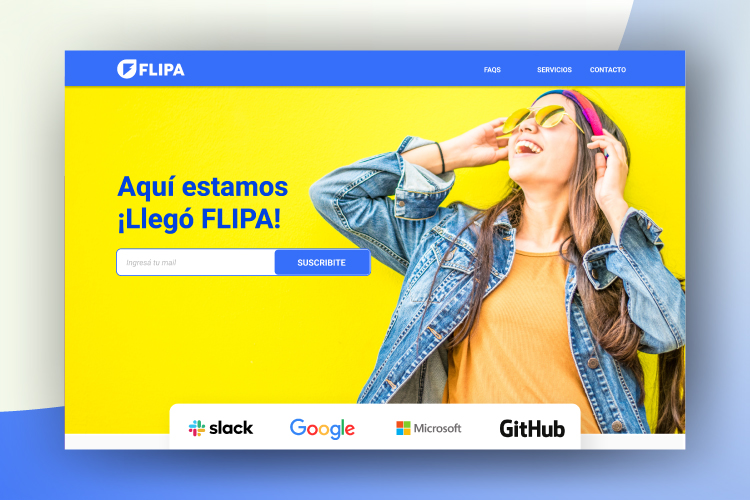 FLIPA
FAQS SERVICIOS CONTACTO
Aquí estamos
¡Llegó FLIPA!
Ingresá tu mail SUSCRIBITE
slack Google Microsoft GitHub